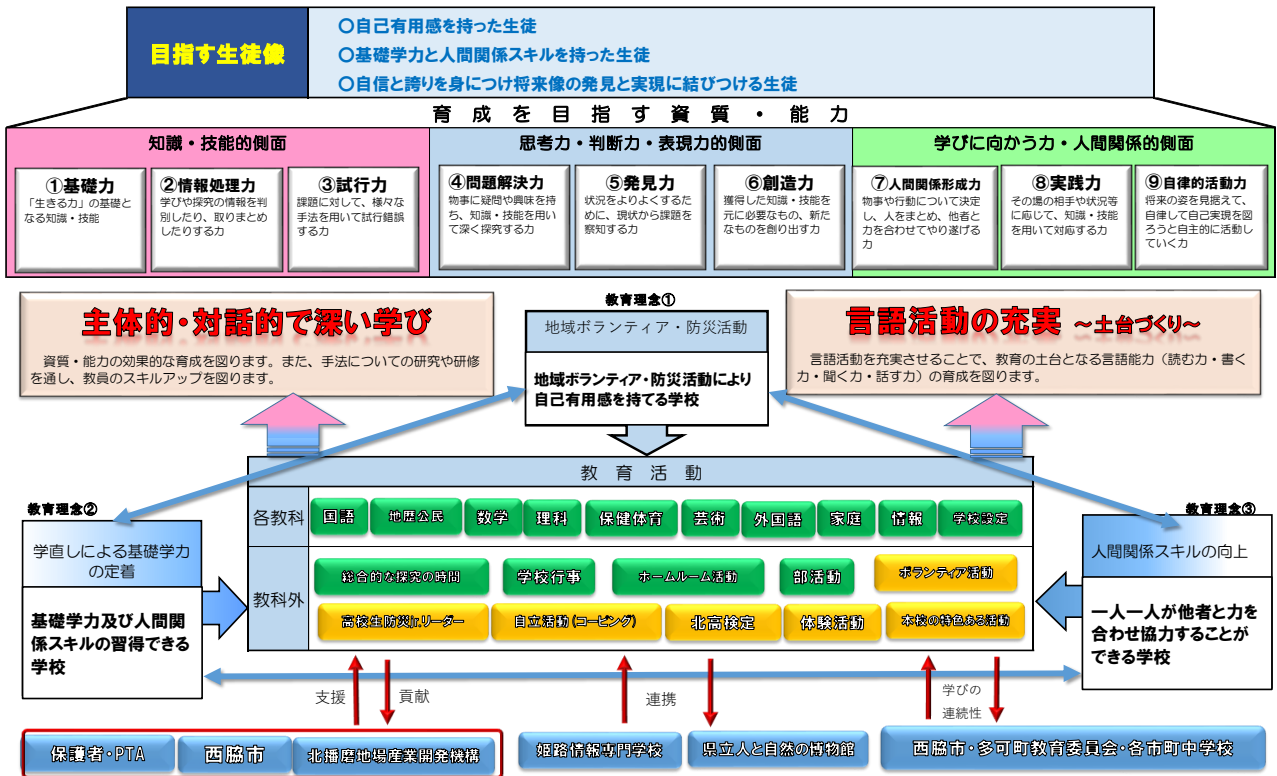 目指す生徒像
〇自己有用感を持った生徒
〇基礎学力と人間関係スキルを持った生徒
〇自信と誇りを身につけ将来像の発見と実現に結びつける生徒
育成を目指す資質・能力
知識・技能的側面
①基礎力
「生きる力」の基礎と
なる知識・技能
②情報処理力
学びや探究の情報を判
別したり、取りまとめ
したりする力
③試行力
課題に対して、様々な
手法を用いて試行錯誤
する力
思考力・判断力・表現力的側面
④問題解決力
物事に疑問や興味を持
ち、知識・技能を用い
て深く探究する力
⑤発見力
状況をよりよくする
ために、現状から課題を
察知する力
⑥創造力
獲得した知識・技能を
元に必要なもの、新た
なものを創り出す力
学びに向かう力・人間関係的側面
⑦人間関係形成力
物事や行動について決定
し、人をまとめ、他者と
力を合わせてやり遂げる
力
⑧実践力
その場の相手や状況等
に応じて、知識・技能
を用いて対応する力
⑨自律的活動力
将来の姿を見据えて、
自律して自己実現を図
ろうと自主的に活動し
ていく力
主体的・対話的で深い学び
資質・能力の効果的な育成を図ります。また、手法についての研究や研修
を通し、教員のスキルアップを図ります。
教育理念①
地域ボランティア・防災活動
地域ボランティア・防災活動により
自己有用感を持てる学校
言語活動の充実 ~土台づくり~
言語活動を充実させることで、教育の土台となる言語能力（読む力・書く
力・聞く力・話す力）の育成を図ります。
教育活動
各教科
国語
地歴公民
数学
理科
保健体育
芸術
外国語
家庭
情報
学校設定
教科外
総合的な探究の時間
学校行事
ホームルーム活動
部活動
ボランティア活動
高校生防災jr.リーダー
自立活動(コーピング)
北高検定
体験活動
本校の特色ある活動
教育理念②
学直しによる基礎学力
の定着
基礎学力及び人間関
係スキルの習得できる
学校
教育理念③
人間関係スキルの向上
一人一人が他者と力を
合わせ協力することが
できる学校
支援
貢献
連携
学びの
連続性
保護者・PTA
西脇市
北播磨地場産業開発機構
姫路情報専門学校
県立人と自然の博物館
西脇市・多可町教育委員会・各市町中学校